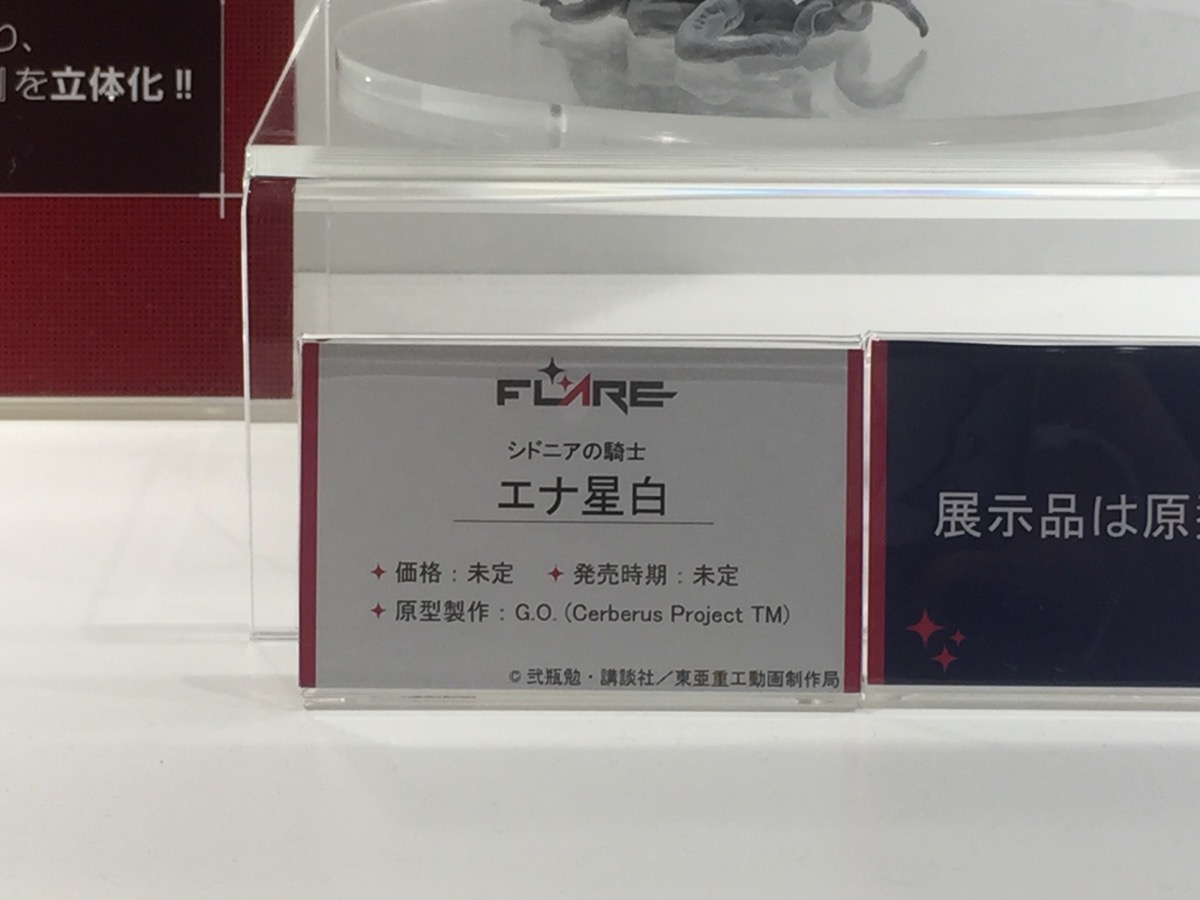 り、
を立体化!!
FLARE
シドニアの騎士
エナ星白
価格：未定 発売時期：未定
原型製作：G.O. (Cerberus Project TM)
© 弐瓶勉・講談社／東亜重工動画制作局
展示品は原